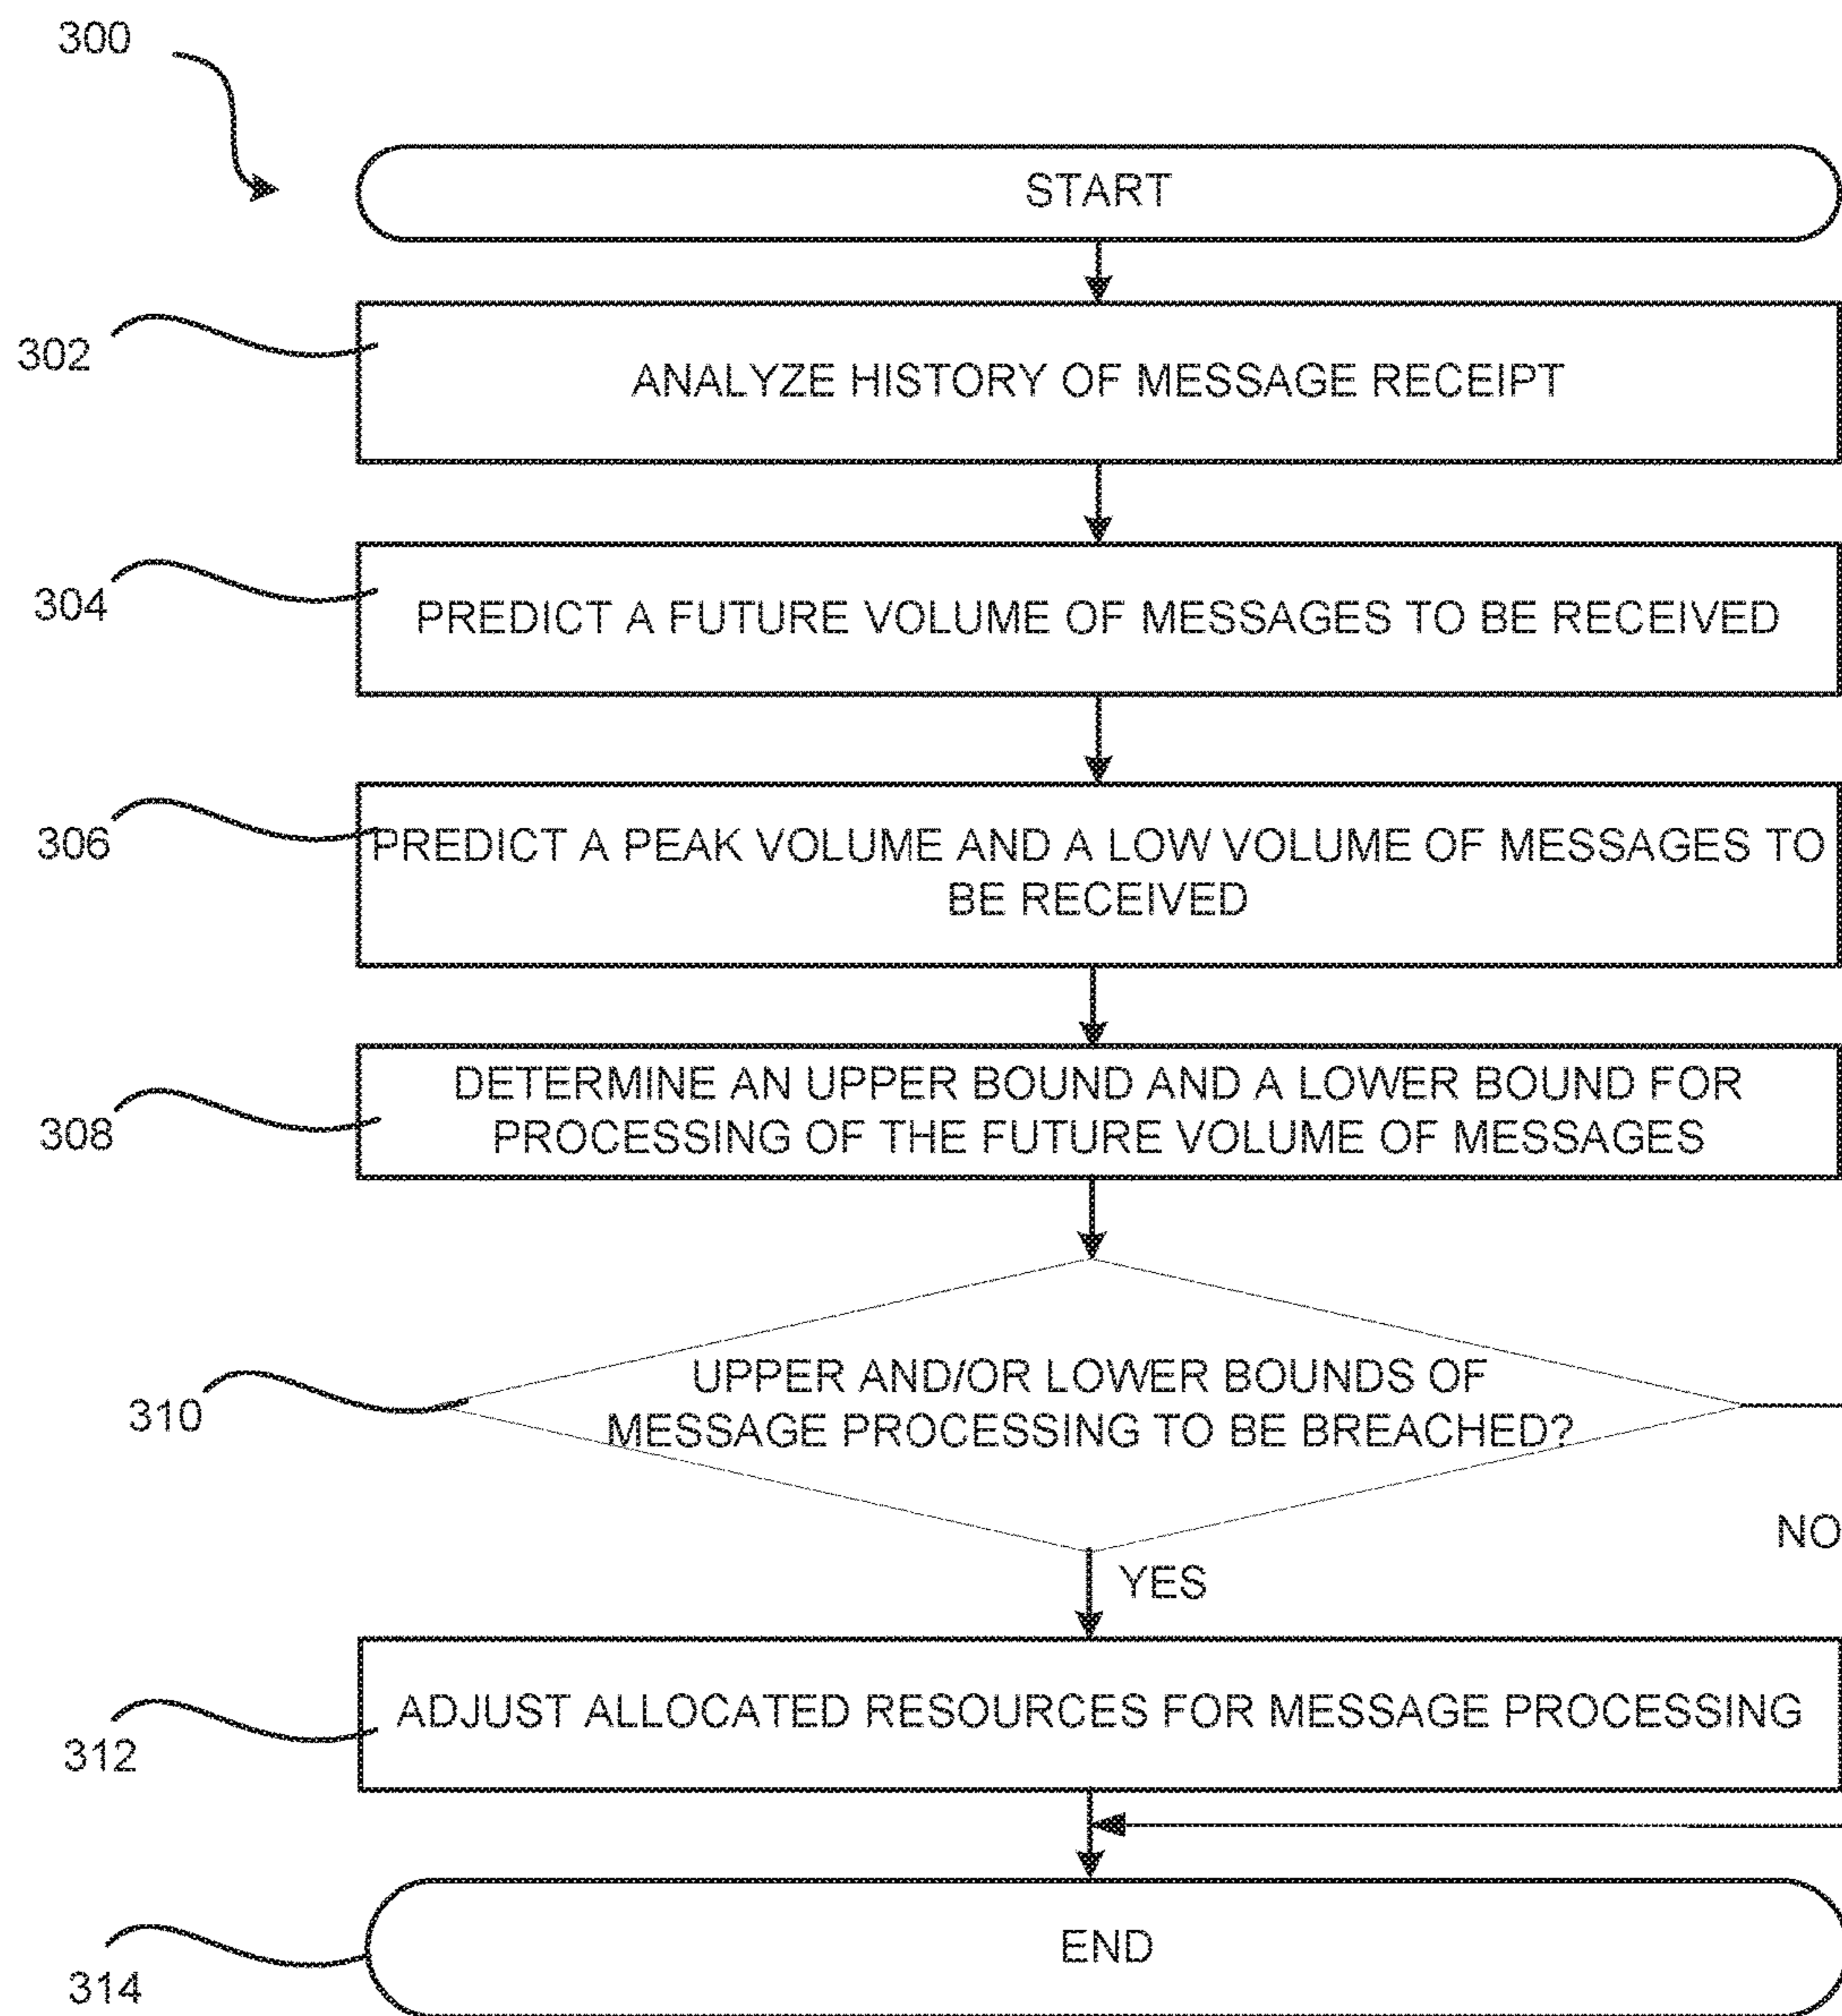 300
START
302
ANALYZE HISTORY OF MESSAGE RECEIPT
304
PREDICT A FUTURE VOLUME OF MESSAGES TO BE RECEIVED
306
PREDICT A PEAK VOLUME AND A LOW VOLUME OF MESSAGES TO
BE RECEIVED
308
DETERMINE AN UPPER BOUND AND A LOWER BOUND FOR
PROCESSING OF THE FUTURE VOLUME OF MESSAGES
310
UPPER AND/OR LOWER BOUNDS OF
MESSAGE PROCESSING TO BE BREACHED?
NO
YES
312
ADJUST ALLOCATED RESOURCES FOR MESSAGE PROCESSING
314
END